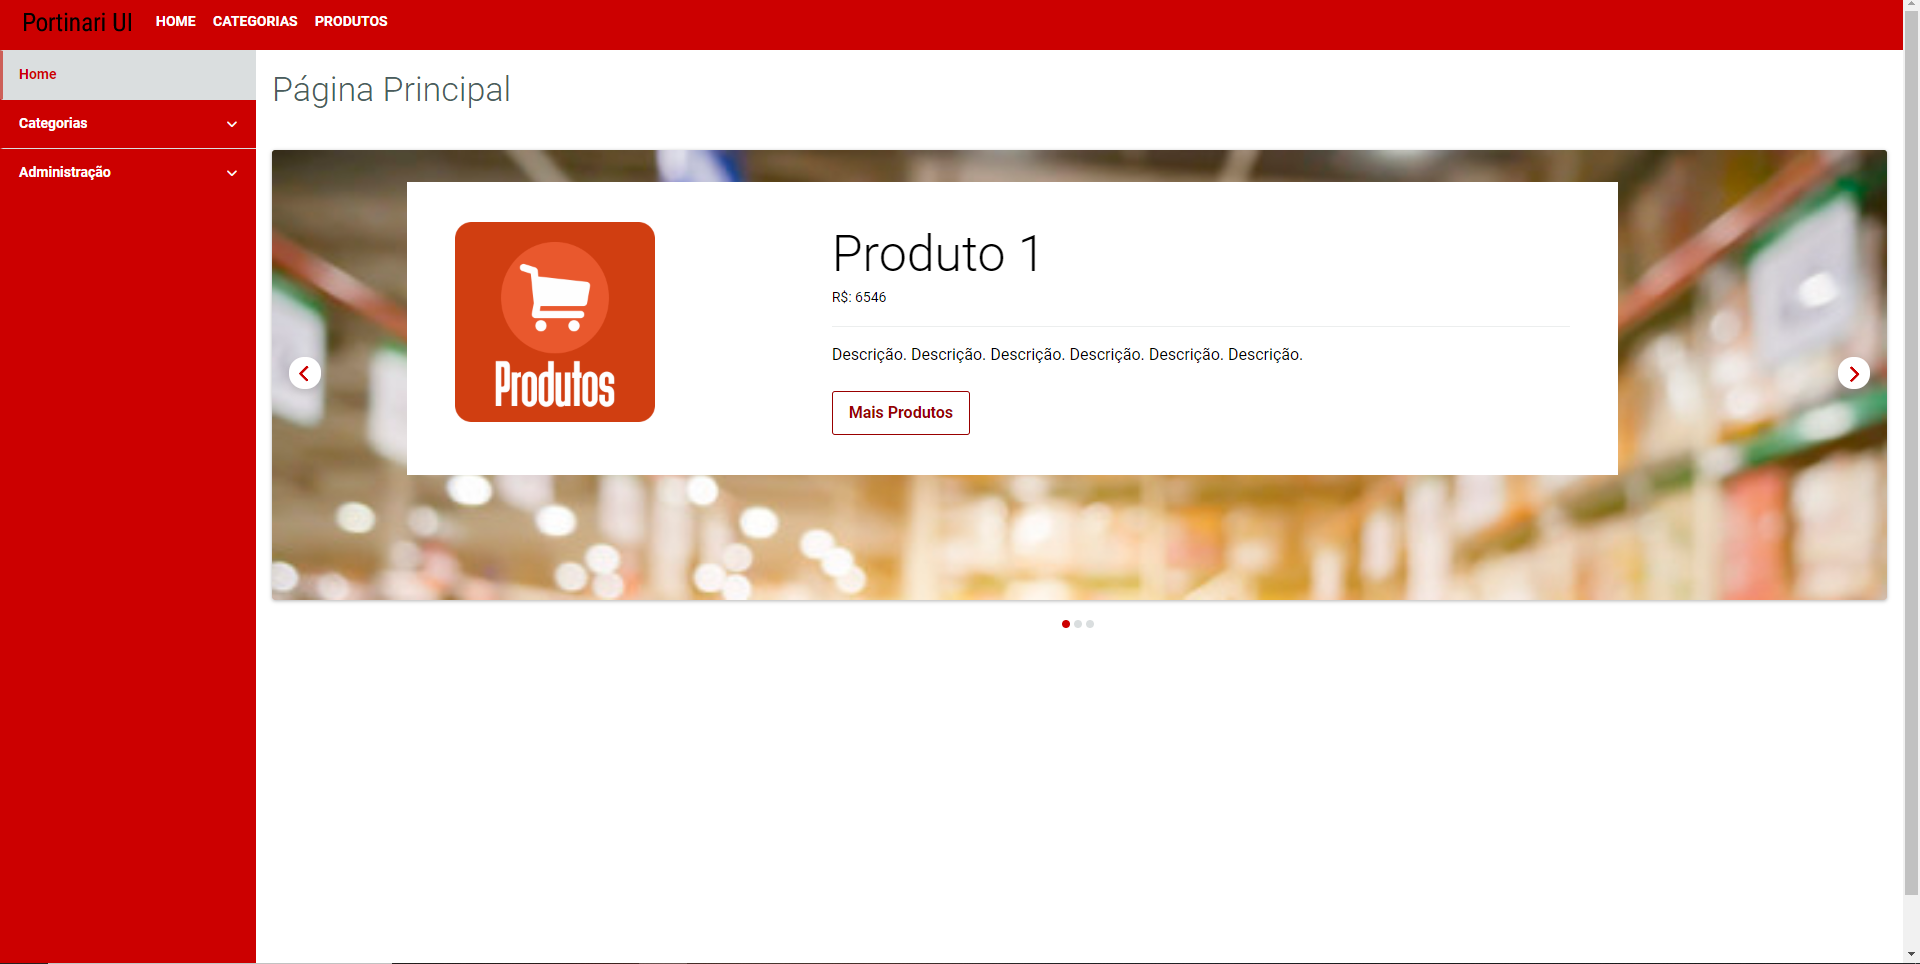 Portinari UI HOME CATEGORIAS PRODUTOS
Home
Categorias
Administração
Página Principal
Produtos
Produto 1
R$: 6546
Descrição. Descrição. Descrição. Descrição. Descrição. Descrição.
Mais Produtos